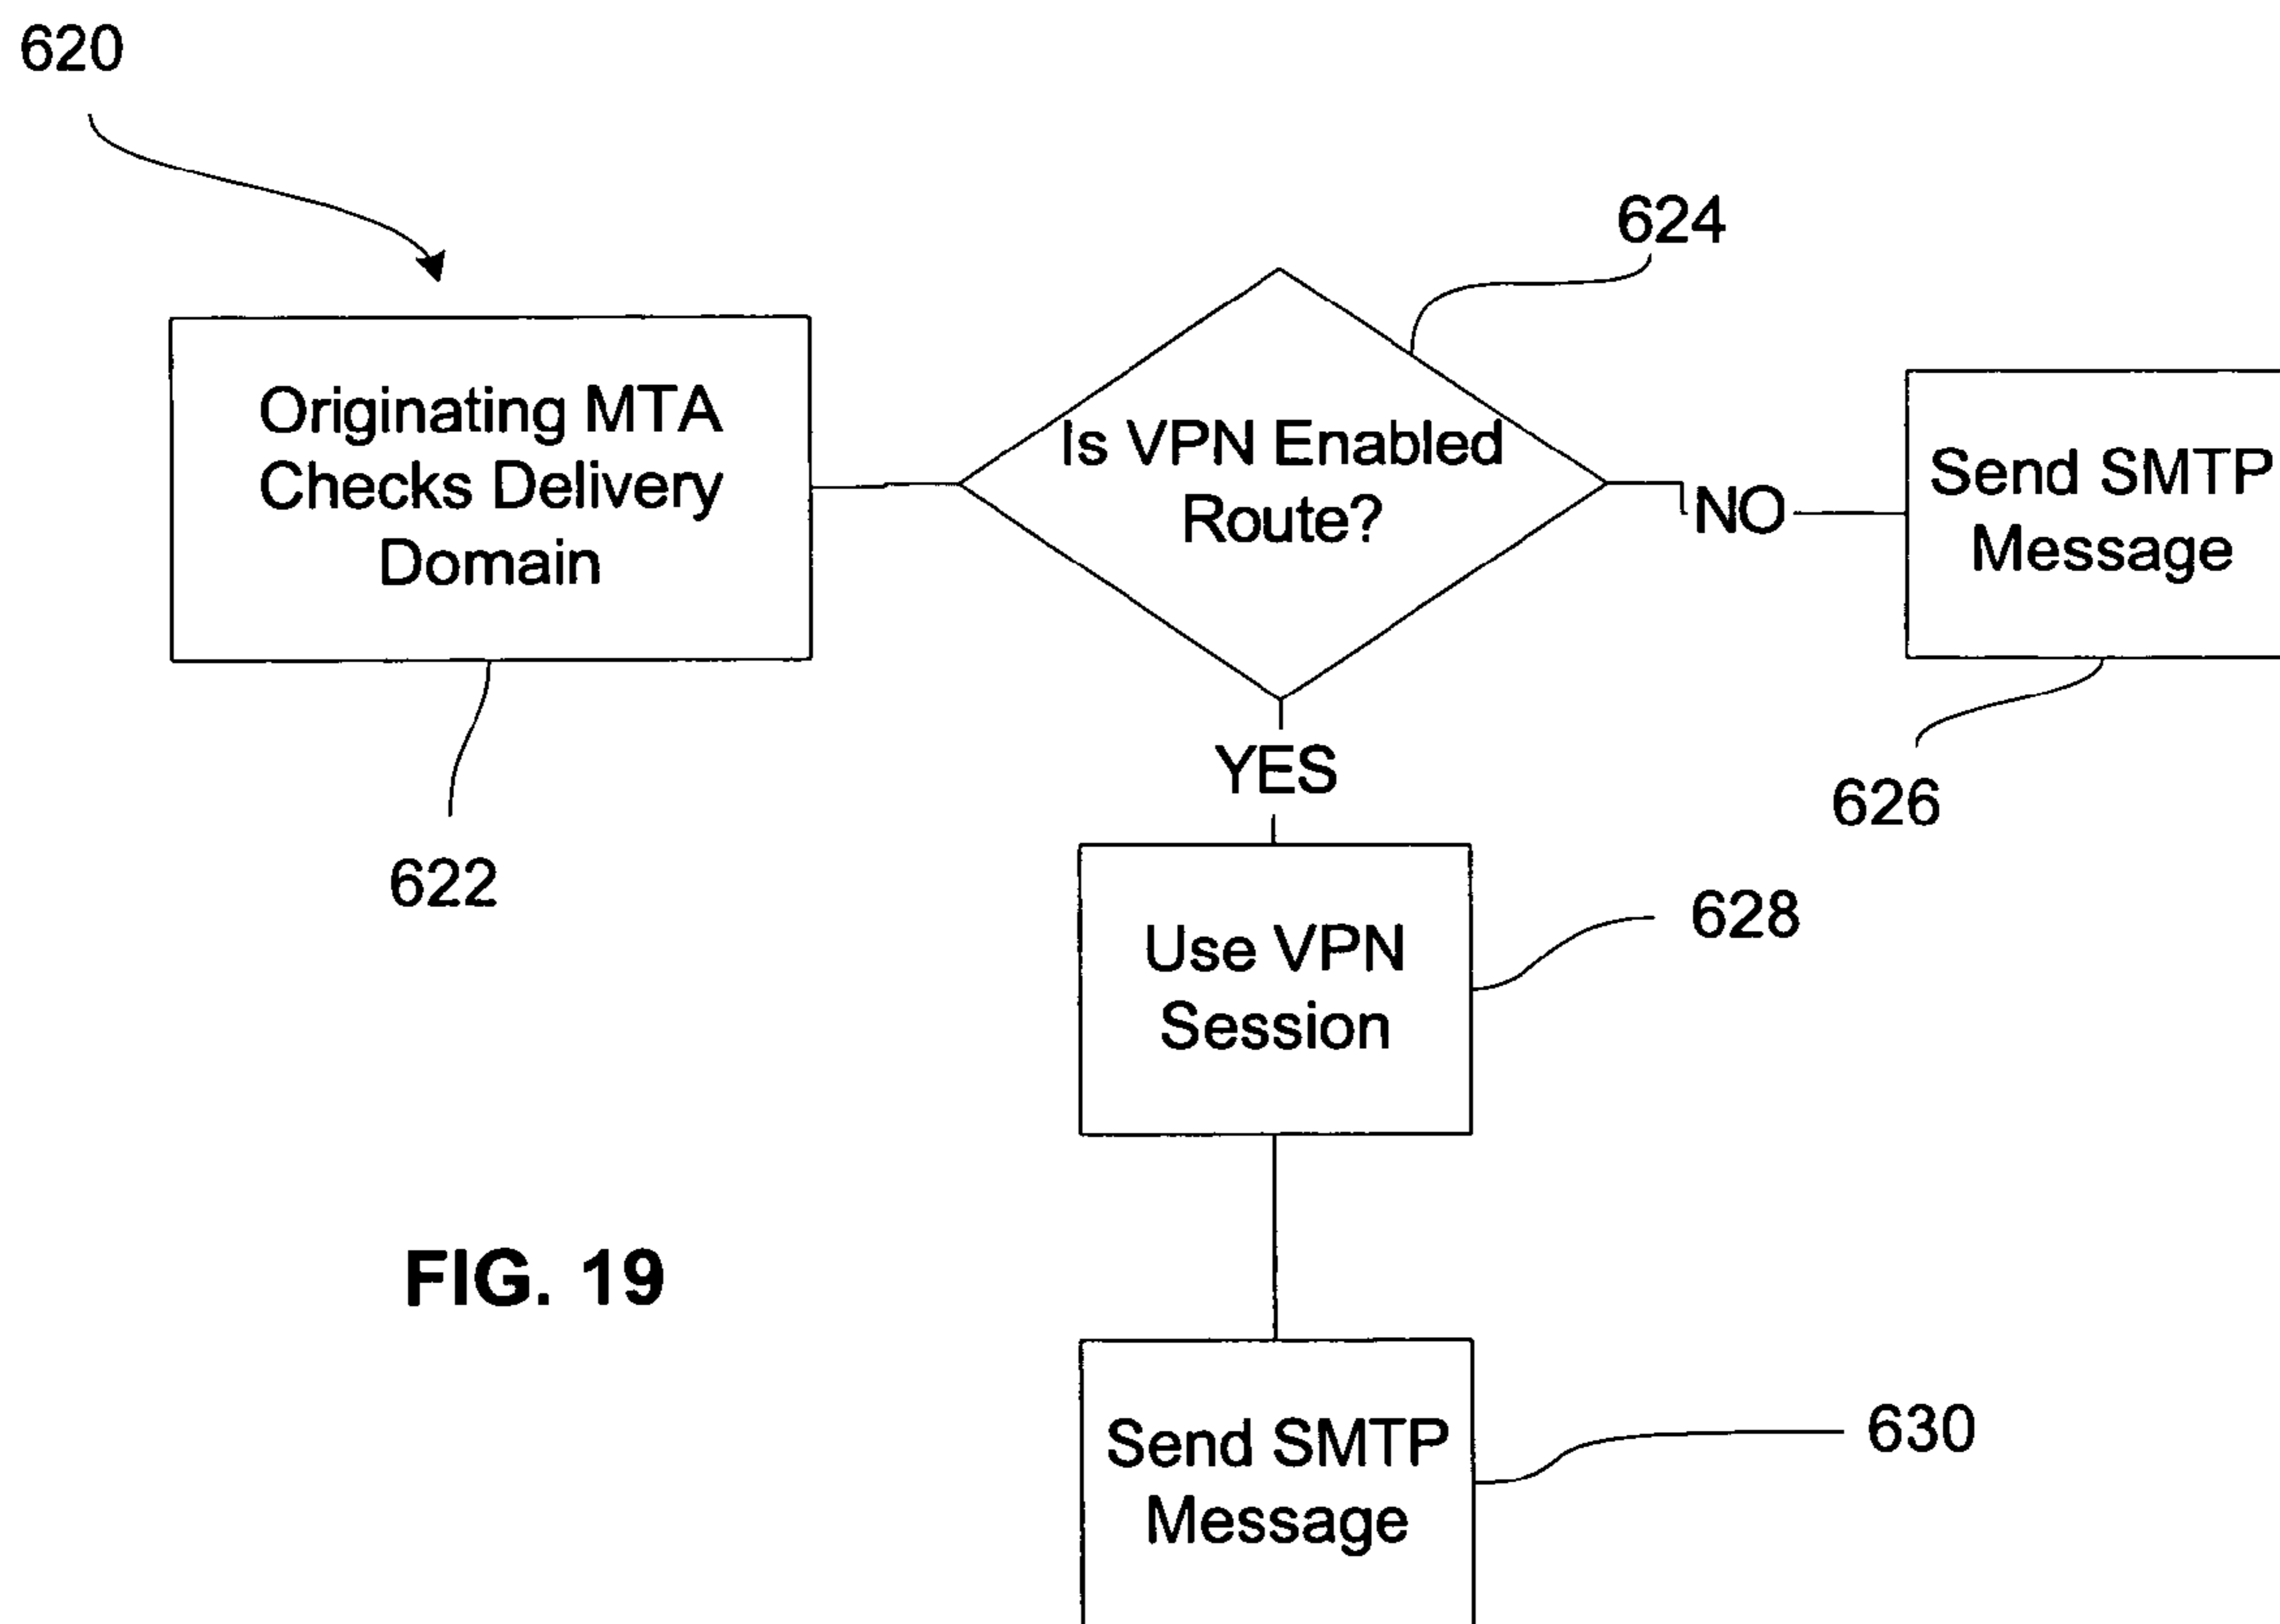 620
624
Originating MTA
Checks Delivery
Domain
Is VPN Enabled
Route?
NO
Send SMTP
Message
YES
626
622
Use VPN
Session
628
FIG. 19
Send SMTP
Message
630